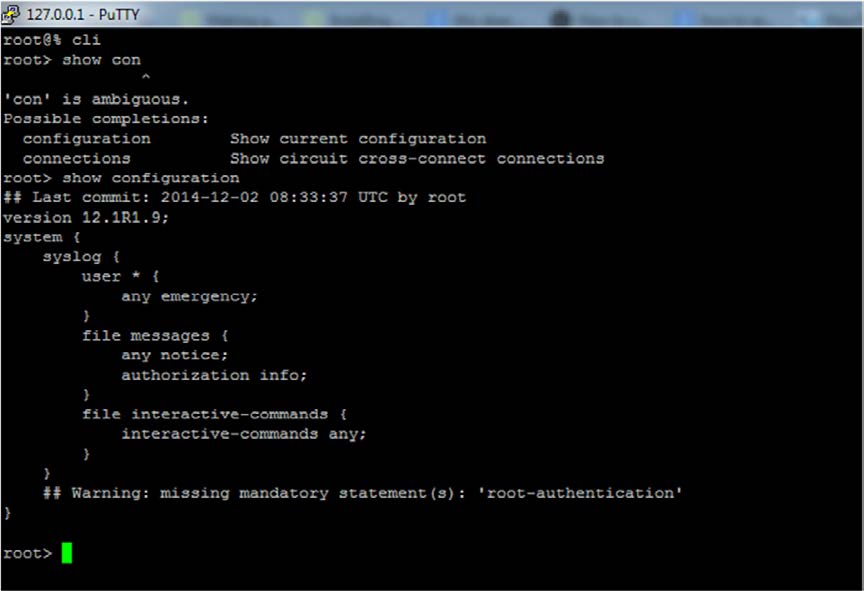 127.0.0.1 - PuTTY
root@% cli
root> show con
^
'con' is ambiguous.
Possible completions:
configuration Show current configuration
connections Show circuit cross-connect connections
root> show configuration
## Last commit: 2014-12-02 08:33:37 UTC by root
version 12.1R1.9;
system {
syslog {
user * {
any emergency;
}
file messages {
any notice;
authorization info;
}
file interactive-commands {
interactive-commands any;
}
}
## Warning: missing mandatory statement(s): 'root-authentication'
}
root>